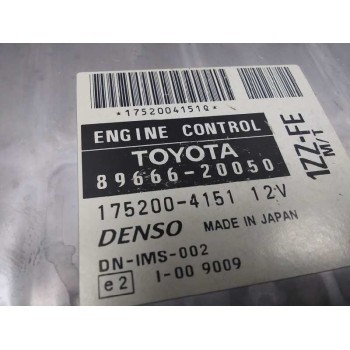 *1752004151Q*
ENGINE CONTROL
TOYOTA
89666-20050
175200-4151 12V
DENSO MADE IN JAPAN
DN-IMS-002
e2 I-00 9009
1ZZ-FE
M/T